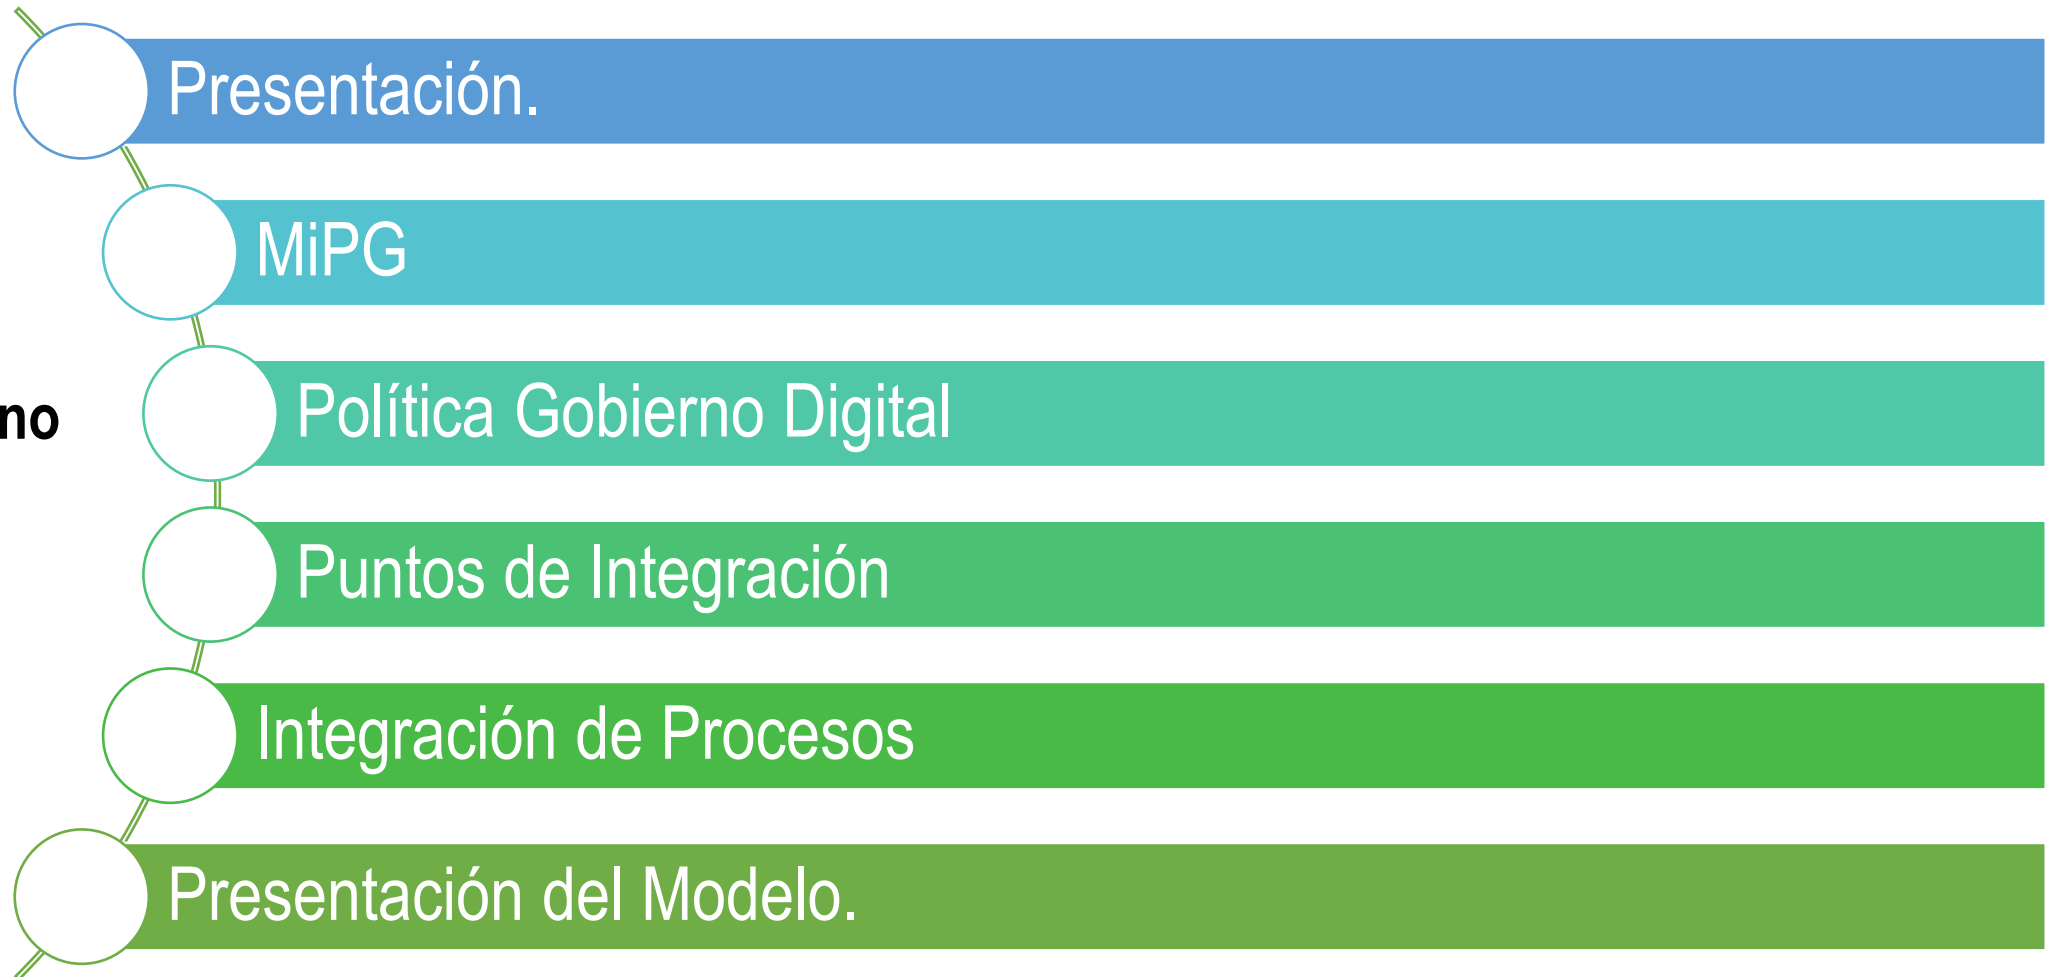 Presentación.
MiPG
no
Política Gobierno Digital
Puntos de Integración
Integración de Procesos
Presentación del Modelo.